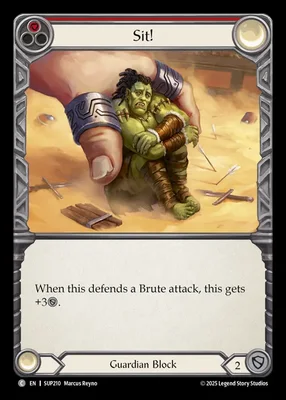 Sit!
When this defends a Brute attack, this gets
+3.
Guardian Block
2
C EN | SUP210 Marcus Reyno
© 2025 Legend Story Studios